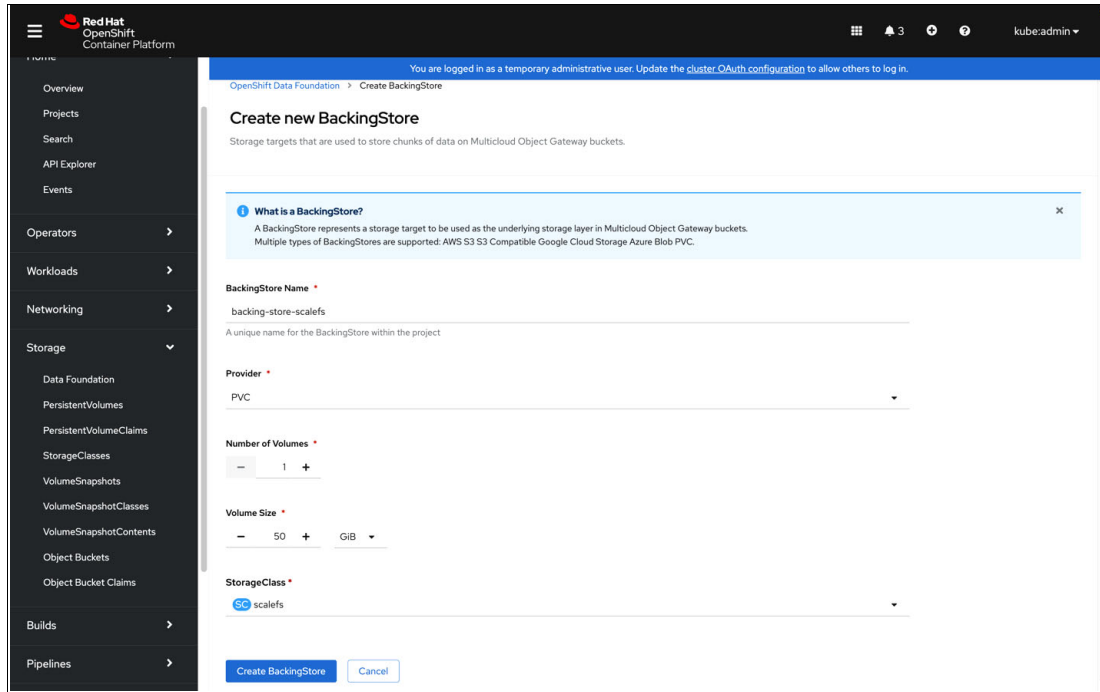 Red Hat
OpenShift
Container Platform
3
kube:admin
Home
You are logged in as a temporary administrative user. Update the cluster OAuth configuration to allow others to log in.
Overview
Projects
Search
API Explorer
Events
Operators
Workloads
Networking
Storage
Data Foundation
PersistentVolumes
PersistentVolumeClaims
StorageClasses
VolumeSnapshots
VolumeSnapshotClasses
VolumeSnapshotContents
Object Buckets
Object Bucket Claims
Builds
Pipelines
OpenShift Data Foundation > Create BackingStore
Create new BackingStore
Storage targets that are used to store chunks of data on Multicloud Object Gateway buckets.
What is a BackingStore?
A BackingStore represents a storage target to be used as the underlying storage layer in Multicloud Object Gateway buckets.
Multiple types of BackingStores are supported: AWS S3 S3 Compatible Google Cloud Storage Azure Blob PVC.
BackingStore Name *
backing-store-scalefs
A unique name for the BackingStore within the project
Provider *
PVC
Number of Volumes *
1
Volume Size *
50 GiB
StorageClass *
SC scalefs
Create BackingStore Cancel